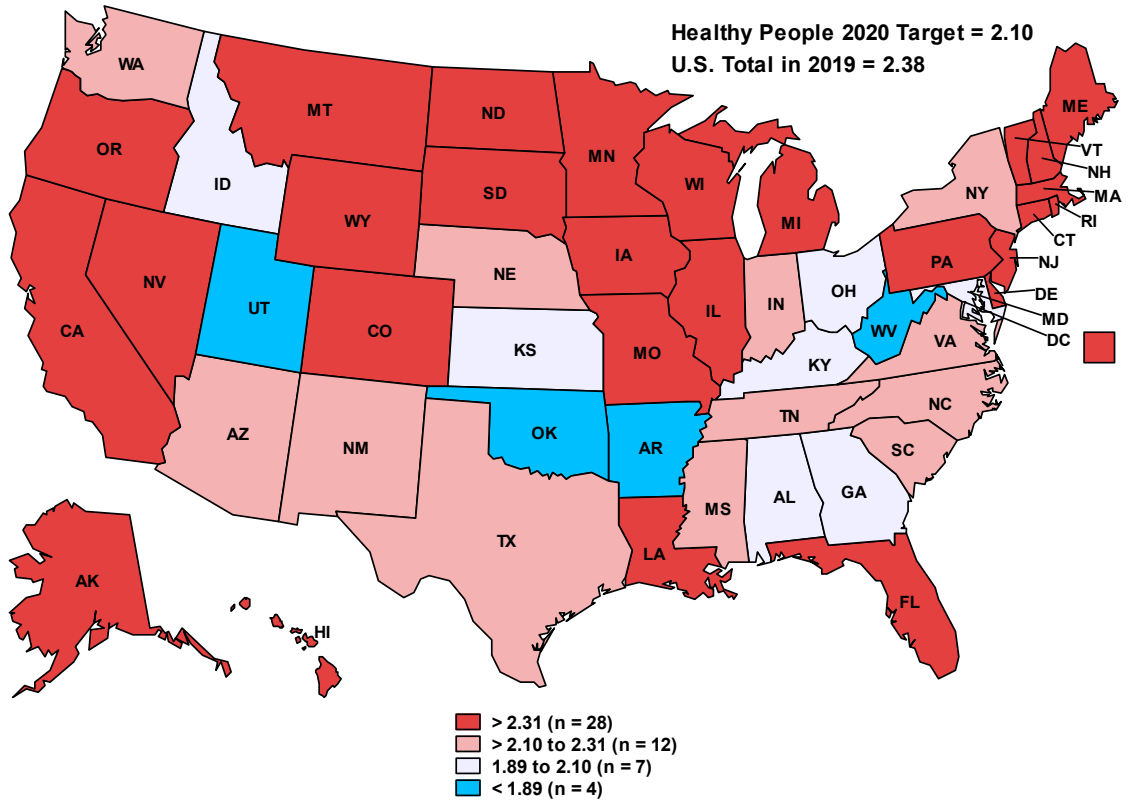 Healthy People 2020 Target = 2.10
U.S. Total in 2019 = 2.38
WA
MT
ND
MN
ME
VT
NH
MA
RI
CT
NJ
OR
ID
SD
WI
MI
NY
WY
IA
PA
NE
DE
MD
DC
NV
UT
CO
IL
IN
OH
CA
KS
MO
WV
VA
KY
AZ
NM
OK
AR
TN
NC
SC
MS
AL
GA
TX
LA
AK
HI
FL
> 2.31 (n = 28)
> 2.10 to 2.31 (n = 12)
1.89 to 2.10 (n = 7)
< 1.89 (n = 4)